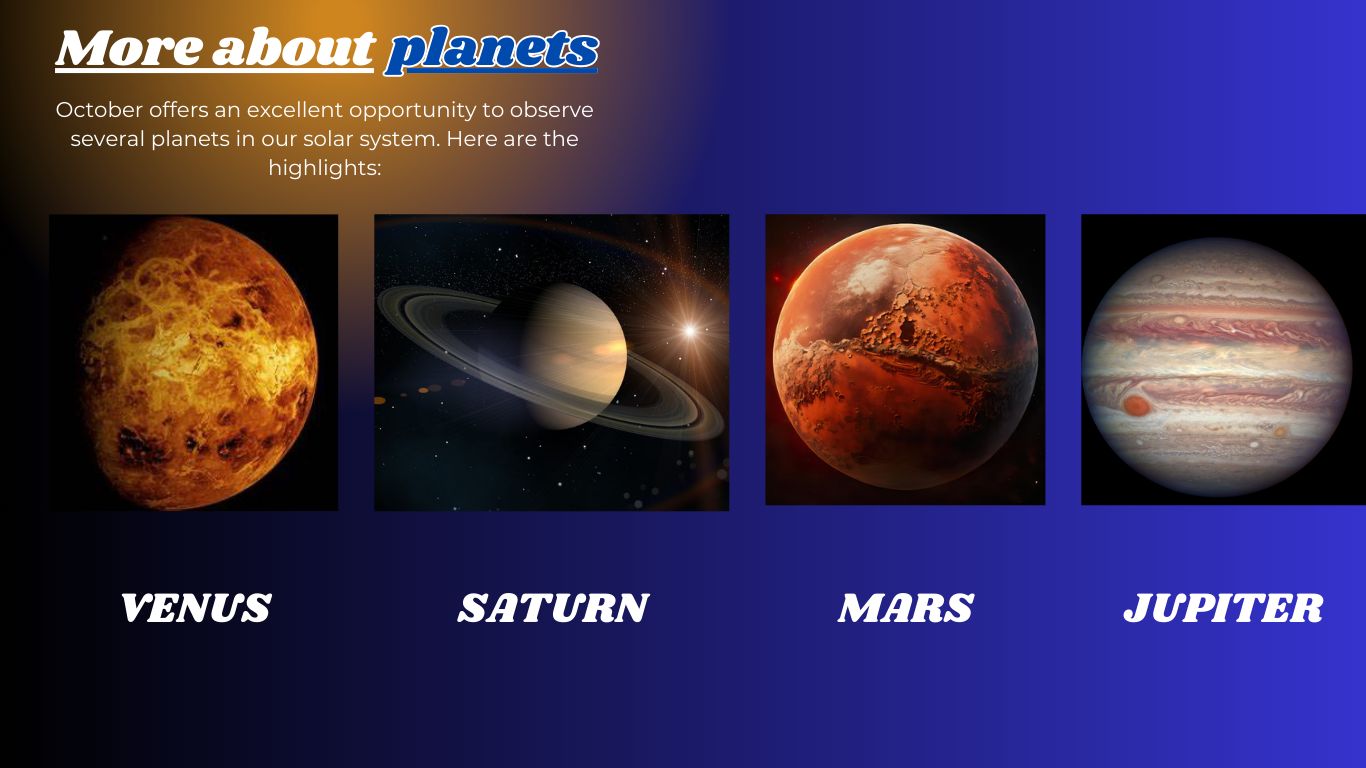 More about planets
October offers an excellent opportunity to observe
several planets in our solar system. Here are the
highlights:
VENUS
SATURN
MARS
JUPITER